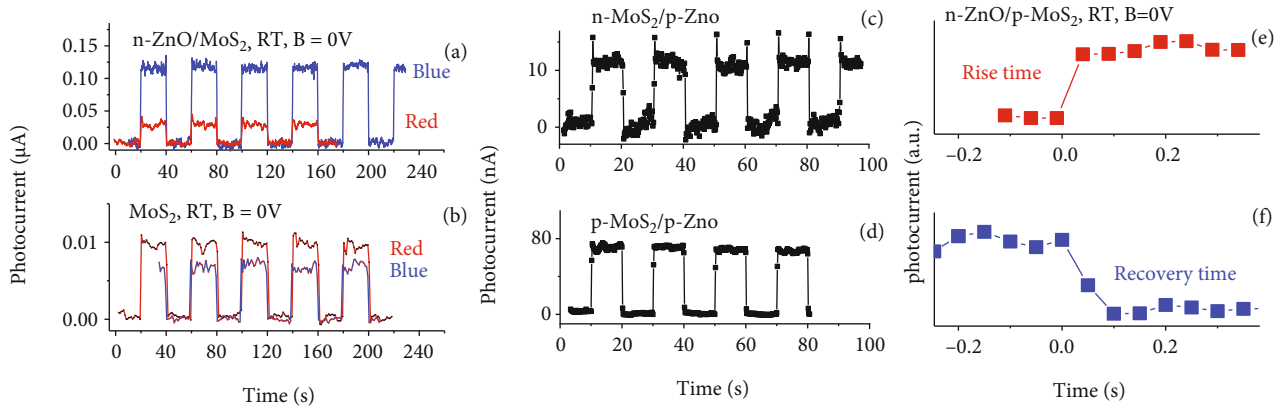 n-ZnO/MoS₂, RT, B = 0V
(a)
0.15
0.12
0.09
0.05
0.03
0.00
Blue
Red
0 40 80 120 160 200 240
Photocurrent (μA)
MoS₂, RT, B = 0V
(b)
0.01
0.00
Red
Blue
0 40 80 120 160 200 240
Time (s)
n-MoS₂/p-Zno
(c)
10
0
0 20 40 60 80 100
Photocurrent (nA)
p-MoS₂/p-Zno
(d)
80
0
0 20 40 60 80 100
Time (s)
n-ZnO/p-MoS₂, RT, B=0V
(e)
Rise time
−0.2 0.0 0.2
photocurrent (a.u.)
(f)
Recovery time
−0.2 0.0 0.2
Time (s)